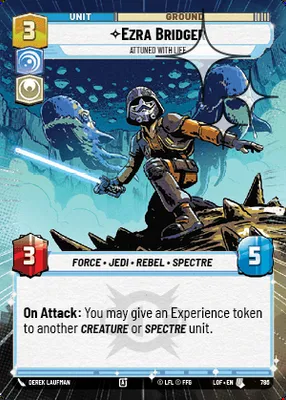 3
UNIT
GROUND
EZRA BRIDGER
ATTUNED WITH LIFE
3
5
FORCE • JEDI • REBEL • SPECTRE
On Attack: You may give an Experience token
to another CREATURE or SPECTRE unit.
DEREK LAUFMAN
© LFL © FFG
LOF • EN